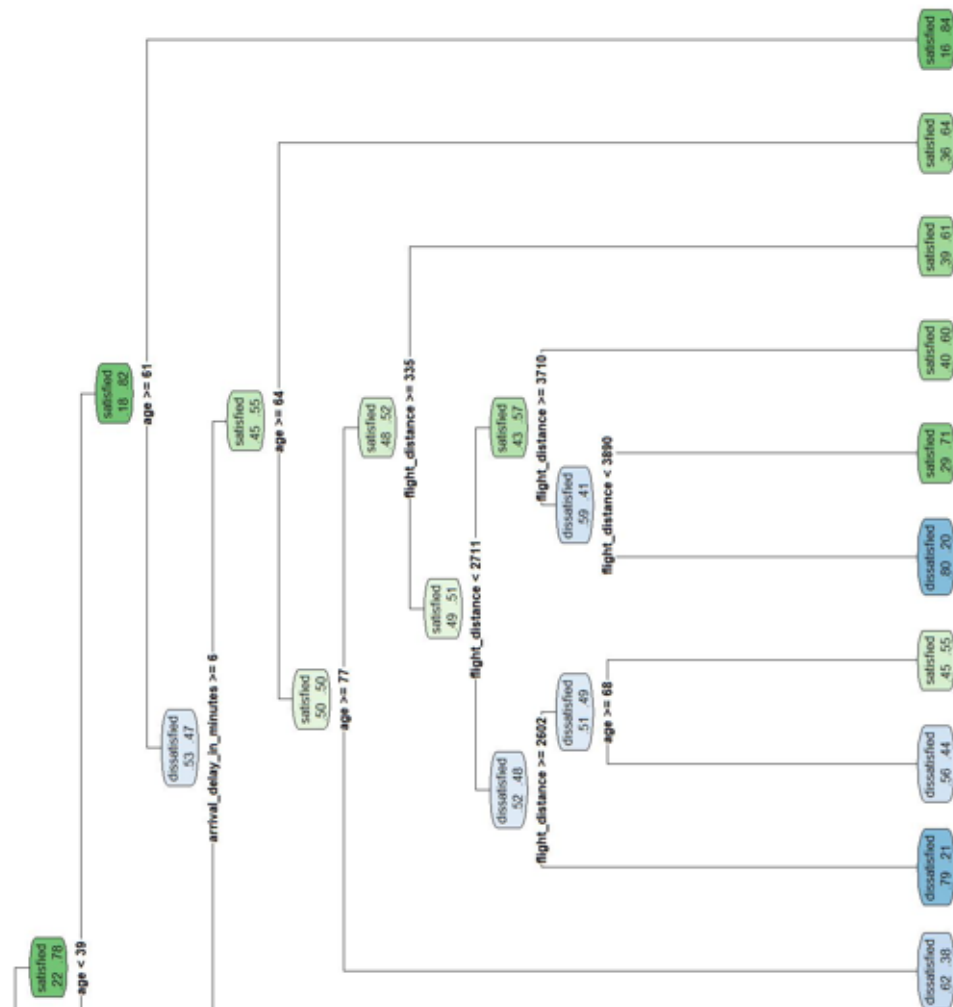 satisfied
.22 .78
age < 39
satisfied
.18 .82
age >= 61
dissatisfied
.53 .47
arrival_delay_in_minutes >= 6
satisfied
.45 .55
age >= 64
satisfied
.50 .50
age >= 77
satisfied
.48 .52
flight_distance >= 335
satisfied
.49 .51
flight_distance < 2711
dissatisfied
.52 .48
satisfied
.43 .57
flight_distance >= 2602
flight_distance >= 3710
dissatisfied
.51 .49
dissatisfied
.59 .41
age >= 68
flight_distance < 3890
dissatisfied
.62 .38
dissatisfied
.79 .21
dissatisfied
.56 .44
satisfied
.45 .55
dissatisfied
.80 .20
satisfied
.29 .71
satisfied
.40 .60
satisfied
.39 .61
satisfied
.36 .64
satisfied
.16 .84